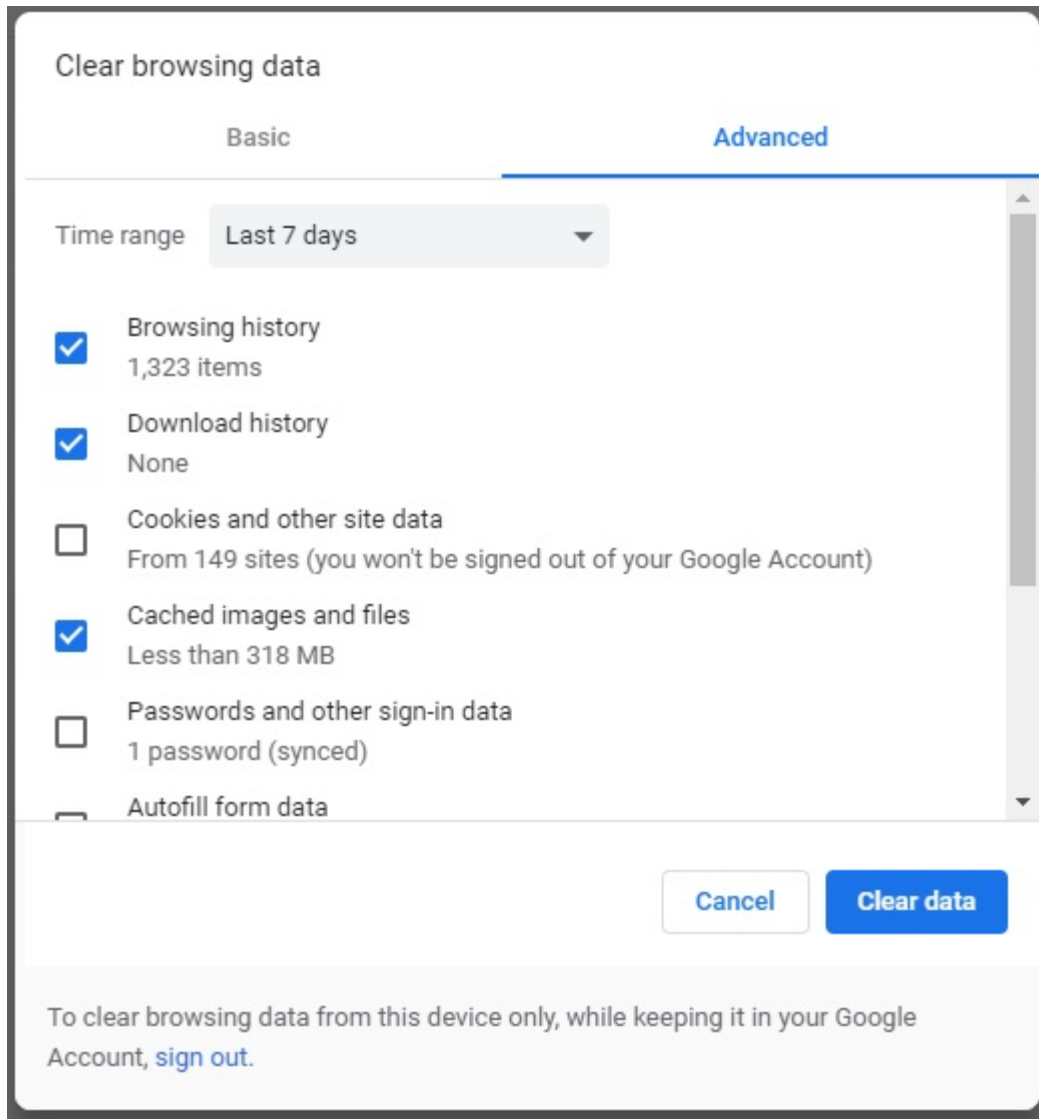 Clear browsing data
Basic
Advanced
Time range
Last 7 days
Browsing history
1,323 items
Download history
None
Cookies and other site data
From 149 sites (you won't be signed out of your Google Account)
Cached images and files
Less than 318 MB
Passwords and other sign-in data
1 password (synced)
Autofill form data
Cancel
Clear data
To clear browsing data from this device only, while keeping it in your Google
Account, sign out.